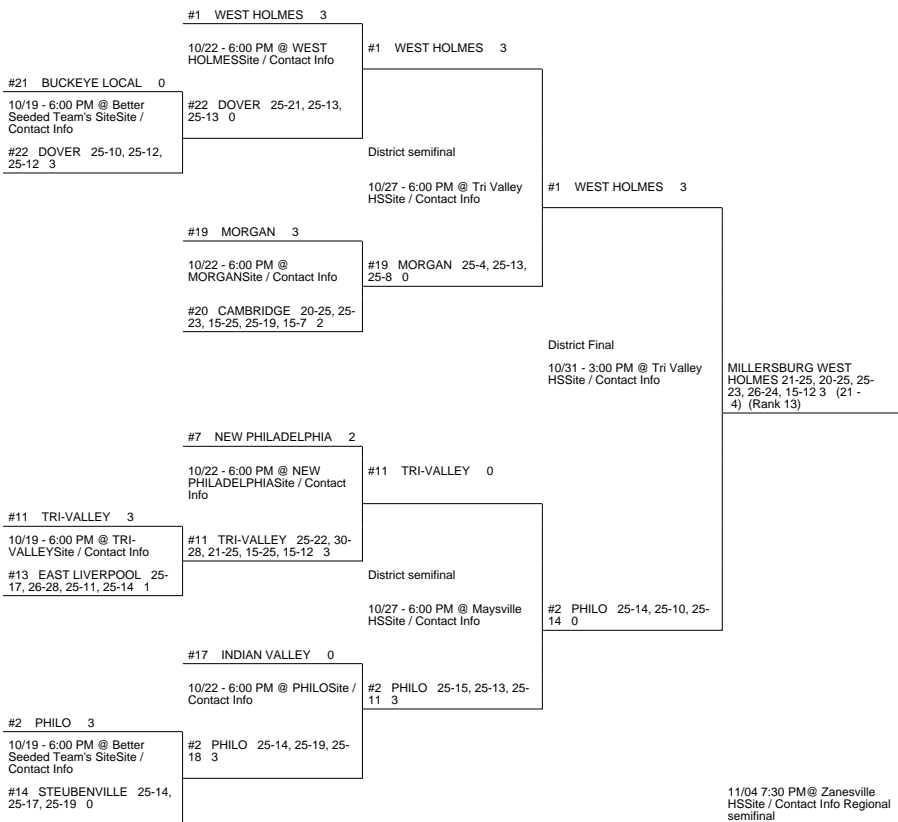 #1 WEST HOLMES 3
10/22 - 6:00 PM @ WEST
HOLMESSite / Contact Info
#1 WEST HOLMES 3
#21 BUCKEYE LOCAL 0
10/19 - 6:00 PM @ Better
Seeded Team's SiteSite /
Contact Info
#22 DOVER 25-21, 25-13,
25-13 0
#22 DOVER 25-10, 25-12,
25-12 3
District semifinal
10/27 - 6:00 PM @ Tri Valley
HSSite / Contact Info
#1 WEST HOLMES 3
#19 MORGAN 3
10/22 - 6:00 PM @
MORGANSite / Contact Info
#19 MORGAN 25-4, 25-13,
25-8 0
#20 CAMBRIDGE 20-25, 25-
23, 15-25, 25-19, 15-7 2
District Final
10/31 - 3:00 PM @ Tri Valley
HSSite / Contact Info
MILLERSBURG WEST
HOLMES 21-25, 20-25, 25-
23, 26-24, 15-12 3 (21 -
4) (Rank 13)
#7 NEW PHILADELPHIA 2
10/22 - 6:00 PM @ NEW
PHILADELPHIASite / Contact
Info
#11 TRI-VALLEY 0
#11 TRI-VALLEY 3
10/19 - 6:00 PM @ TRI-
VALLEYSite / Contact Info
#11 TRI-VALLEY 25-22, 30-
28, 21-25, 15-25, 15-12 3
#13 EAST LIVERPOOL 25-
17, 26-28, 25-11, 25-14 1
District semifinal
10/27 - 6:00 PM @ Maysville
HSSite / Contact Info
#2 PHILO 25-14, 25-10, 25-
14 0
#17 INDIAN VALLEY 0
10/22 - 6:00 PM @ PHILOSite /
Contact Info
#2 PHILO 25-15, 25-13, 25-
11 3
#2 PHILO 3
10/19 - 6:00 PM @ Better
Seeded Team's SiteSite /
Contact Info
#2 PHILO 25-14, 25-19, 25-
18 3
#14 STEUBENVILLE 25-14,
25-17, 25-19 0
11/04 7:30 PM@ Zanesville
HSSite / Contact Info Regional
semifinal